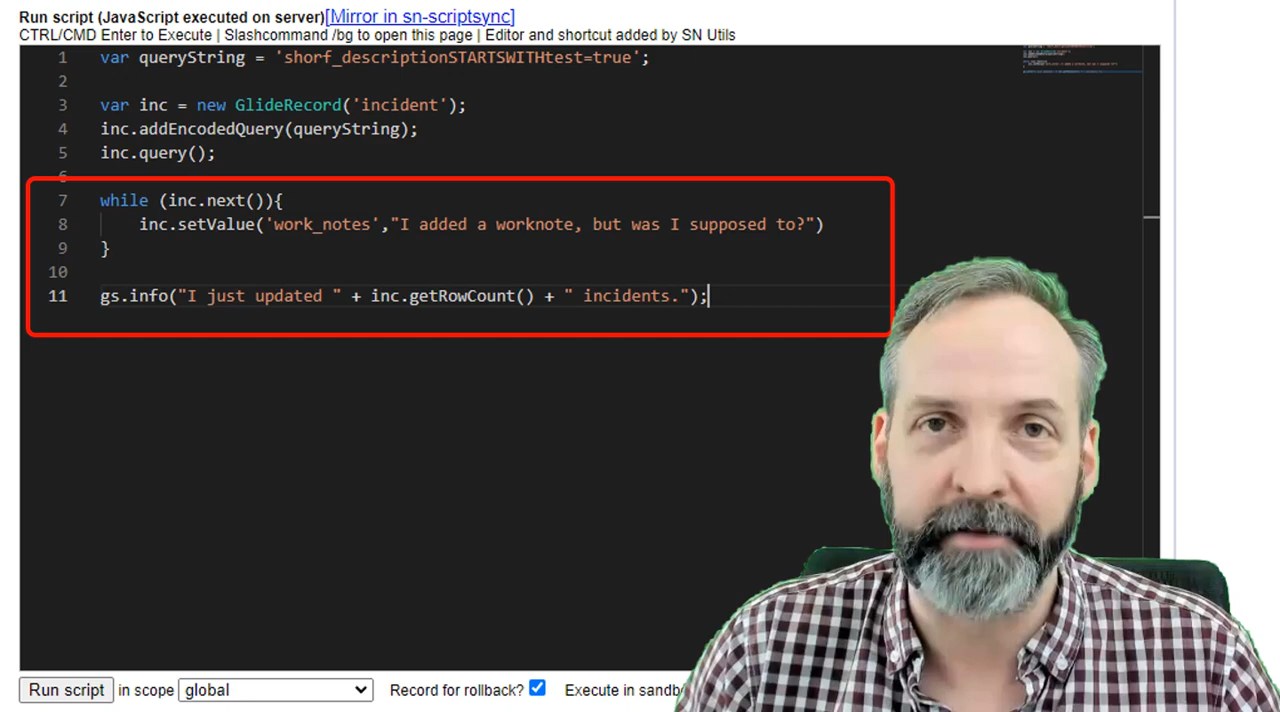 Run script (JavaScript executed on server)[Mirror in sn-scriptsync]
CTRL/CMD Enter to Execute | Slashcommand /bg to open this page | Editor and shortcut added by SN Utils
1 var queryString = 'shorf_descriptionSTARTSWITHtest=true';
2
3 var inc = new GlideRecord('incident');
4 inc.addEncodedQuery(queryString);
5 inc.query();
6
7 while (inc.next()){
8 inc.setValue('work_notes',"I added a worknote, but was I supposed to?")
9 }
10
11 gs.info("I just updated " + inc.getRowCount() + " incidents.");
Run script in scope global Record for rollback? Execute in